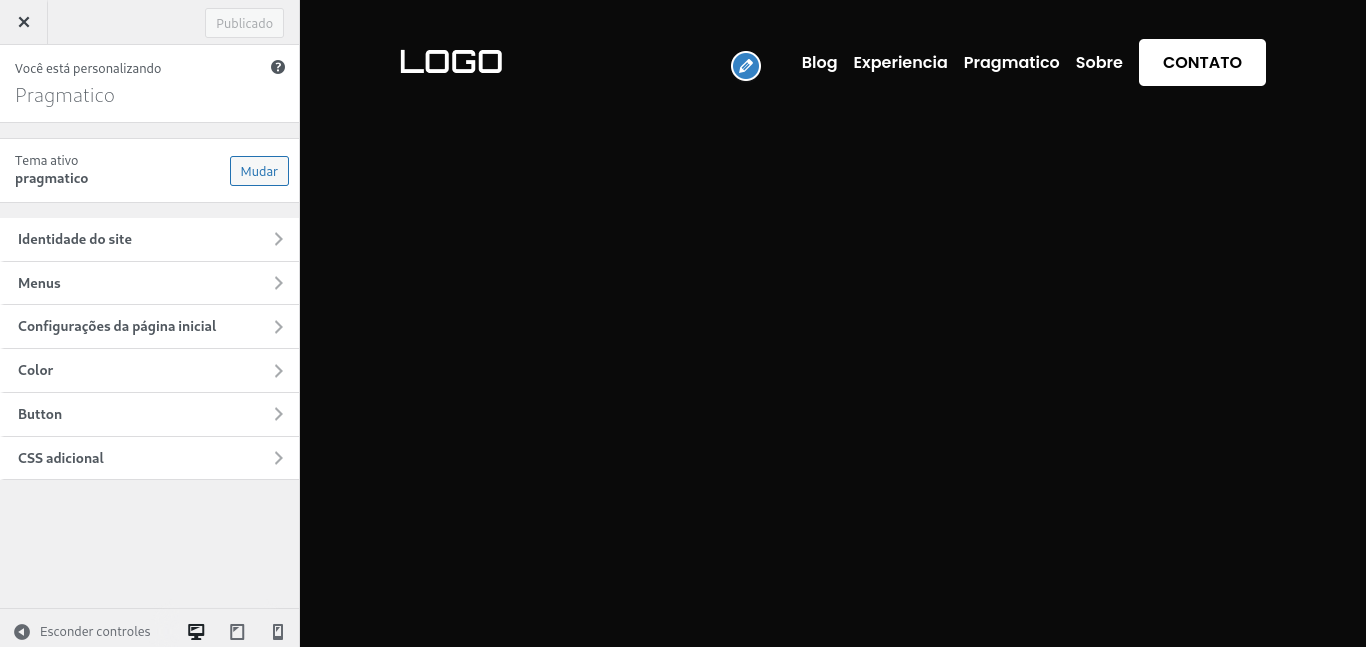 Publicado
Você está personalizando
Pragmatico
Tema ativo
pragmatico
Mudar
Identidade do site
Menus
Configurações da página inicial
Color
Button
CSS adicional
Esconder controles
LOGO
Blog Experiencia Pragmatico Sobre CONTATO